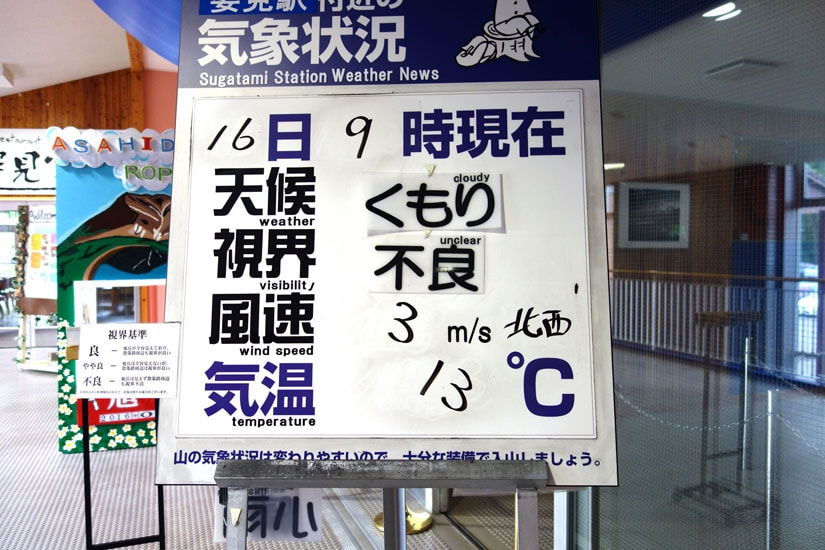 姿見駅 付近の
気象状況
Sugatami Station Weather News
16日 9時現在
天候 weather くもり cloudy
視界 visibility 不良 unclear
風速 wind speed 3 m/s 北西
気温 temperature 13 ℃
山の気象状況は変わりやすいので、十分な装備で入山しましょう。
ASAHID
ROP
視界基準
良
やや良
不良
2016